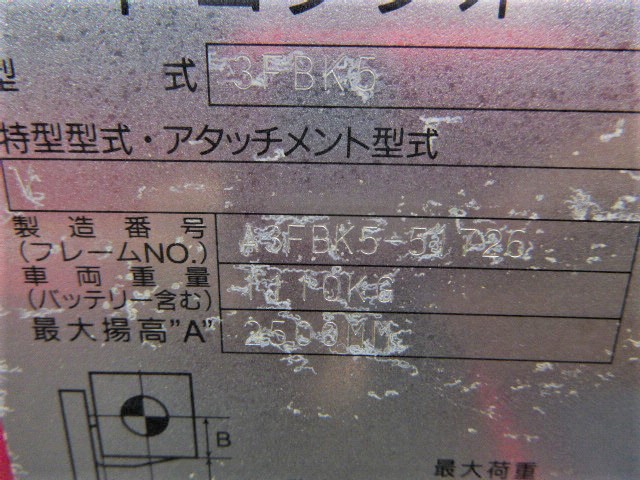 型 式 3FBK5
特型型式・アタッチメント型式
製造番号
(フレームNO.)
車両重量
(バッテリー含む)
最大揚高"A" 2500MM
B
最大荷重